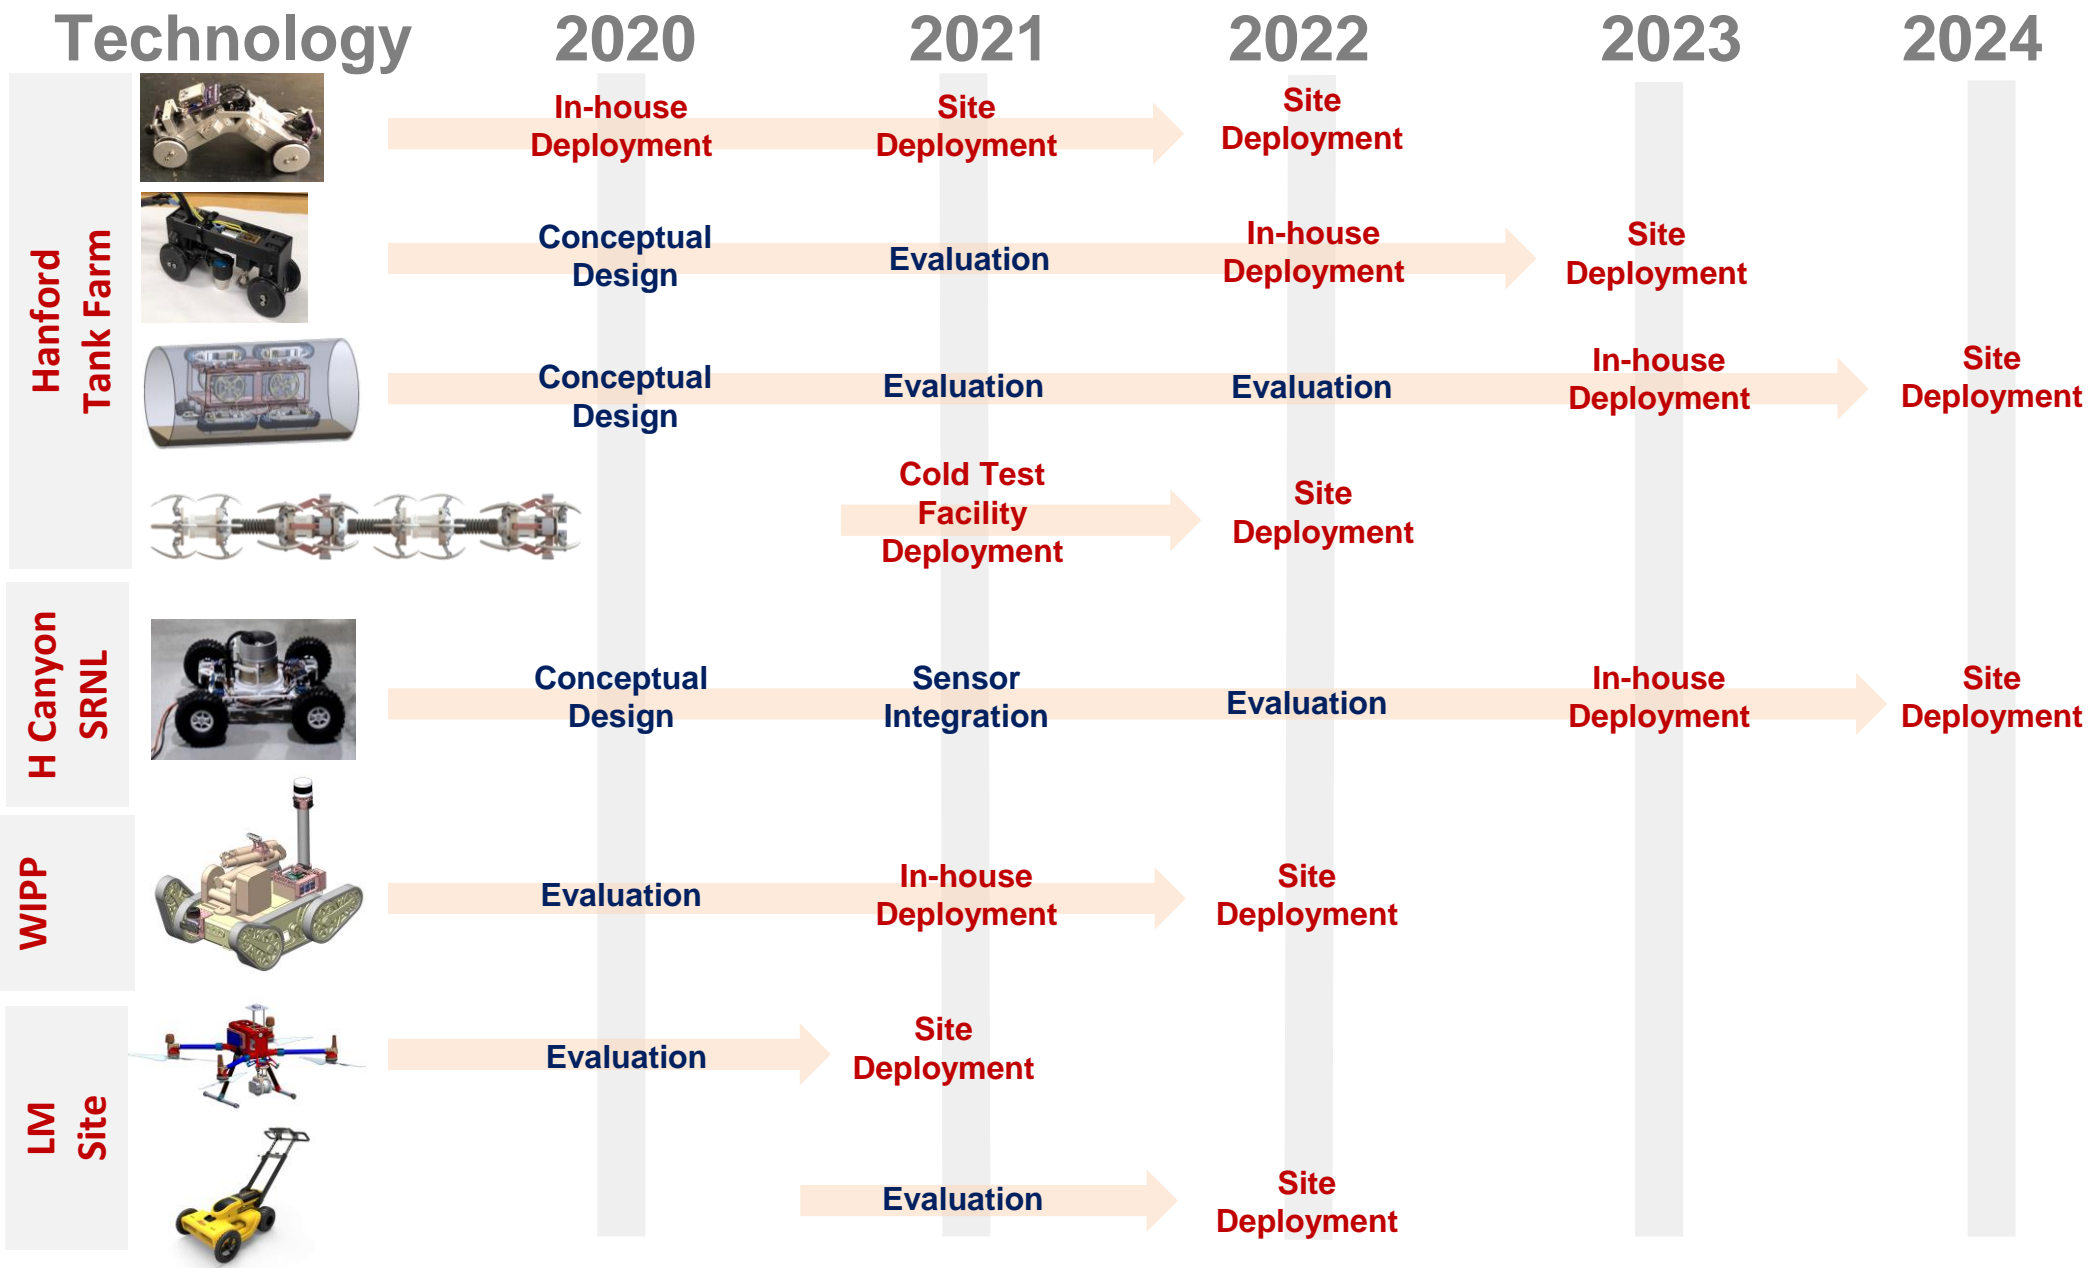 Technology 2020 2021 2022 2023 2024
Hanford
Tank Farm
In-house
Deployment
Site
Deployment
Site
Deployment
Conceptual
Design
Evaluation
In-house
Deployment
Site
Deployment
Conceptual
Design
Evaluation
Evaluation
In-house
Deployment
Site
Deployment
Cold Test
Facility
Deployment
Site
Deployment
H Canyon
SRNL
Conceptual
Design
Sensor
Integration
Evaluation
In-house
Deployment
Site
Deployment
WIPP
Evaluation
In-house
Deployment
Site
Deployment
LM
Site
Evaluation
Site
Deployment
Evaluation
Site
Deployment